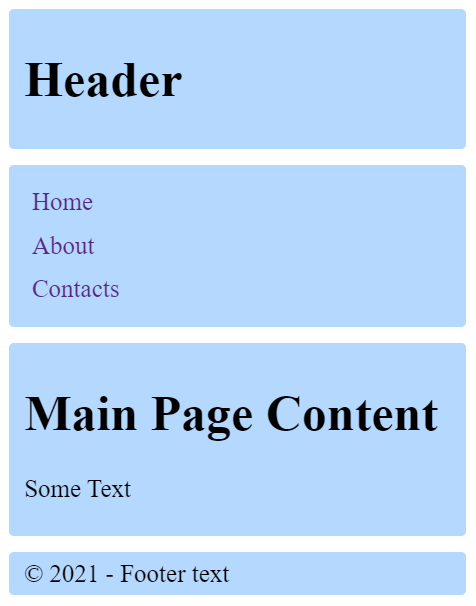 Header
Home
About
Contacts
Main Page Content
Some Text
© 2021 - Footer text